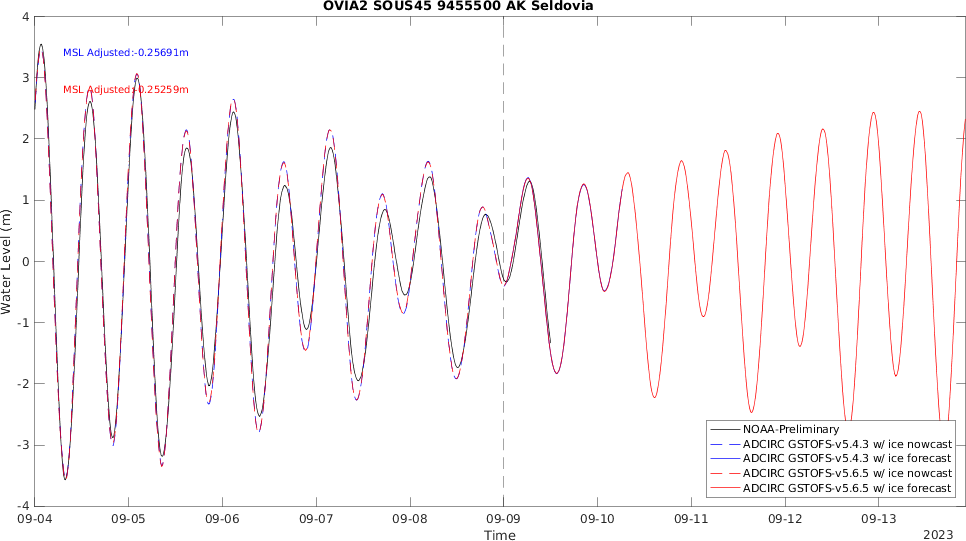 OVIA2 SOUS45 9455500 AK Seldovia
MSL Adjusted:-0.25691m
MSL Adjusted:-0.25259m
4
3
2
1
0
-1
-2
-3
-4
Water Level (m)
NOAA-Preliminary
ADCIRC GSTOFS-v5.4.3 w/ ice nowcast
ADCIRC GSTOFS-v5.4.3 w/ ice forecast
ADCIRC GSTOFS-v5.6.5 w/ ice nowcast
ADCIRC GSTOFS-v5.6.5 w/ ice forecast
09-04 09-05 09-06 09-07 09-08 09-09 09-10 09-11 09-12 09-13
Time
2023